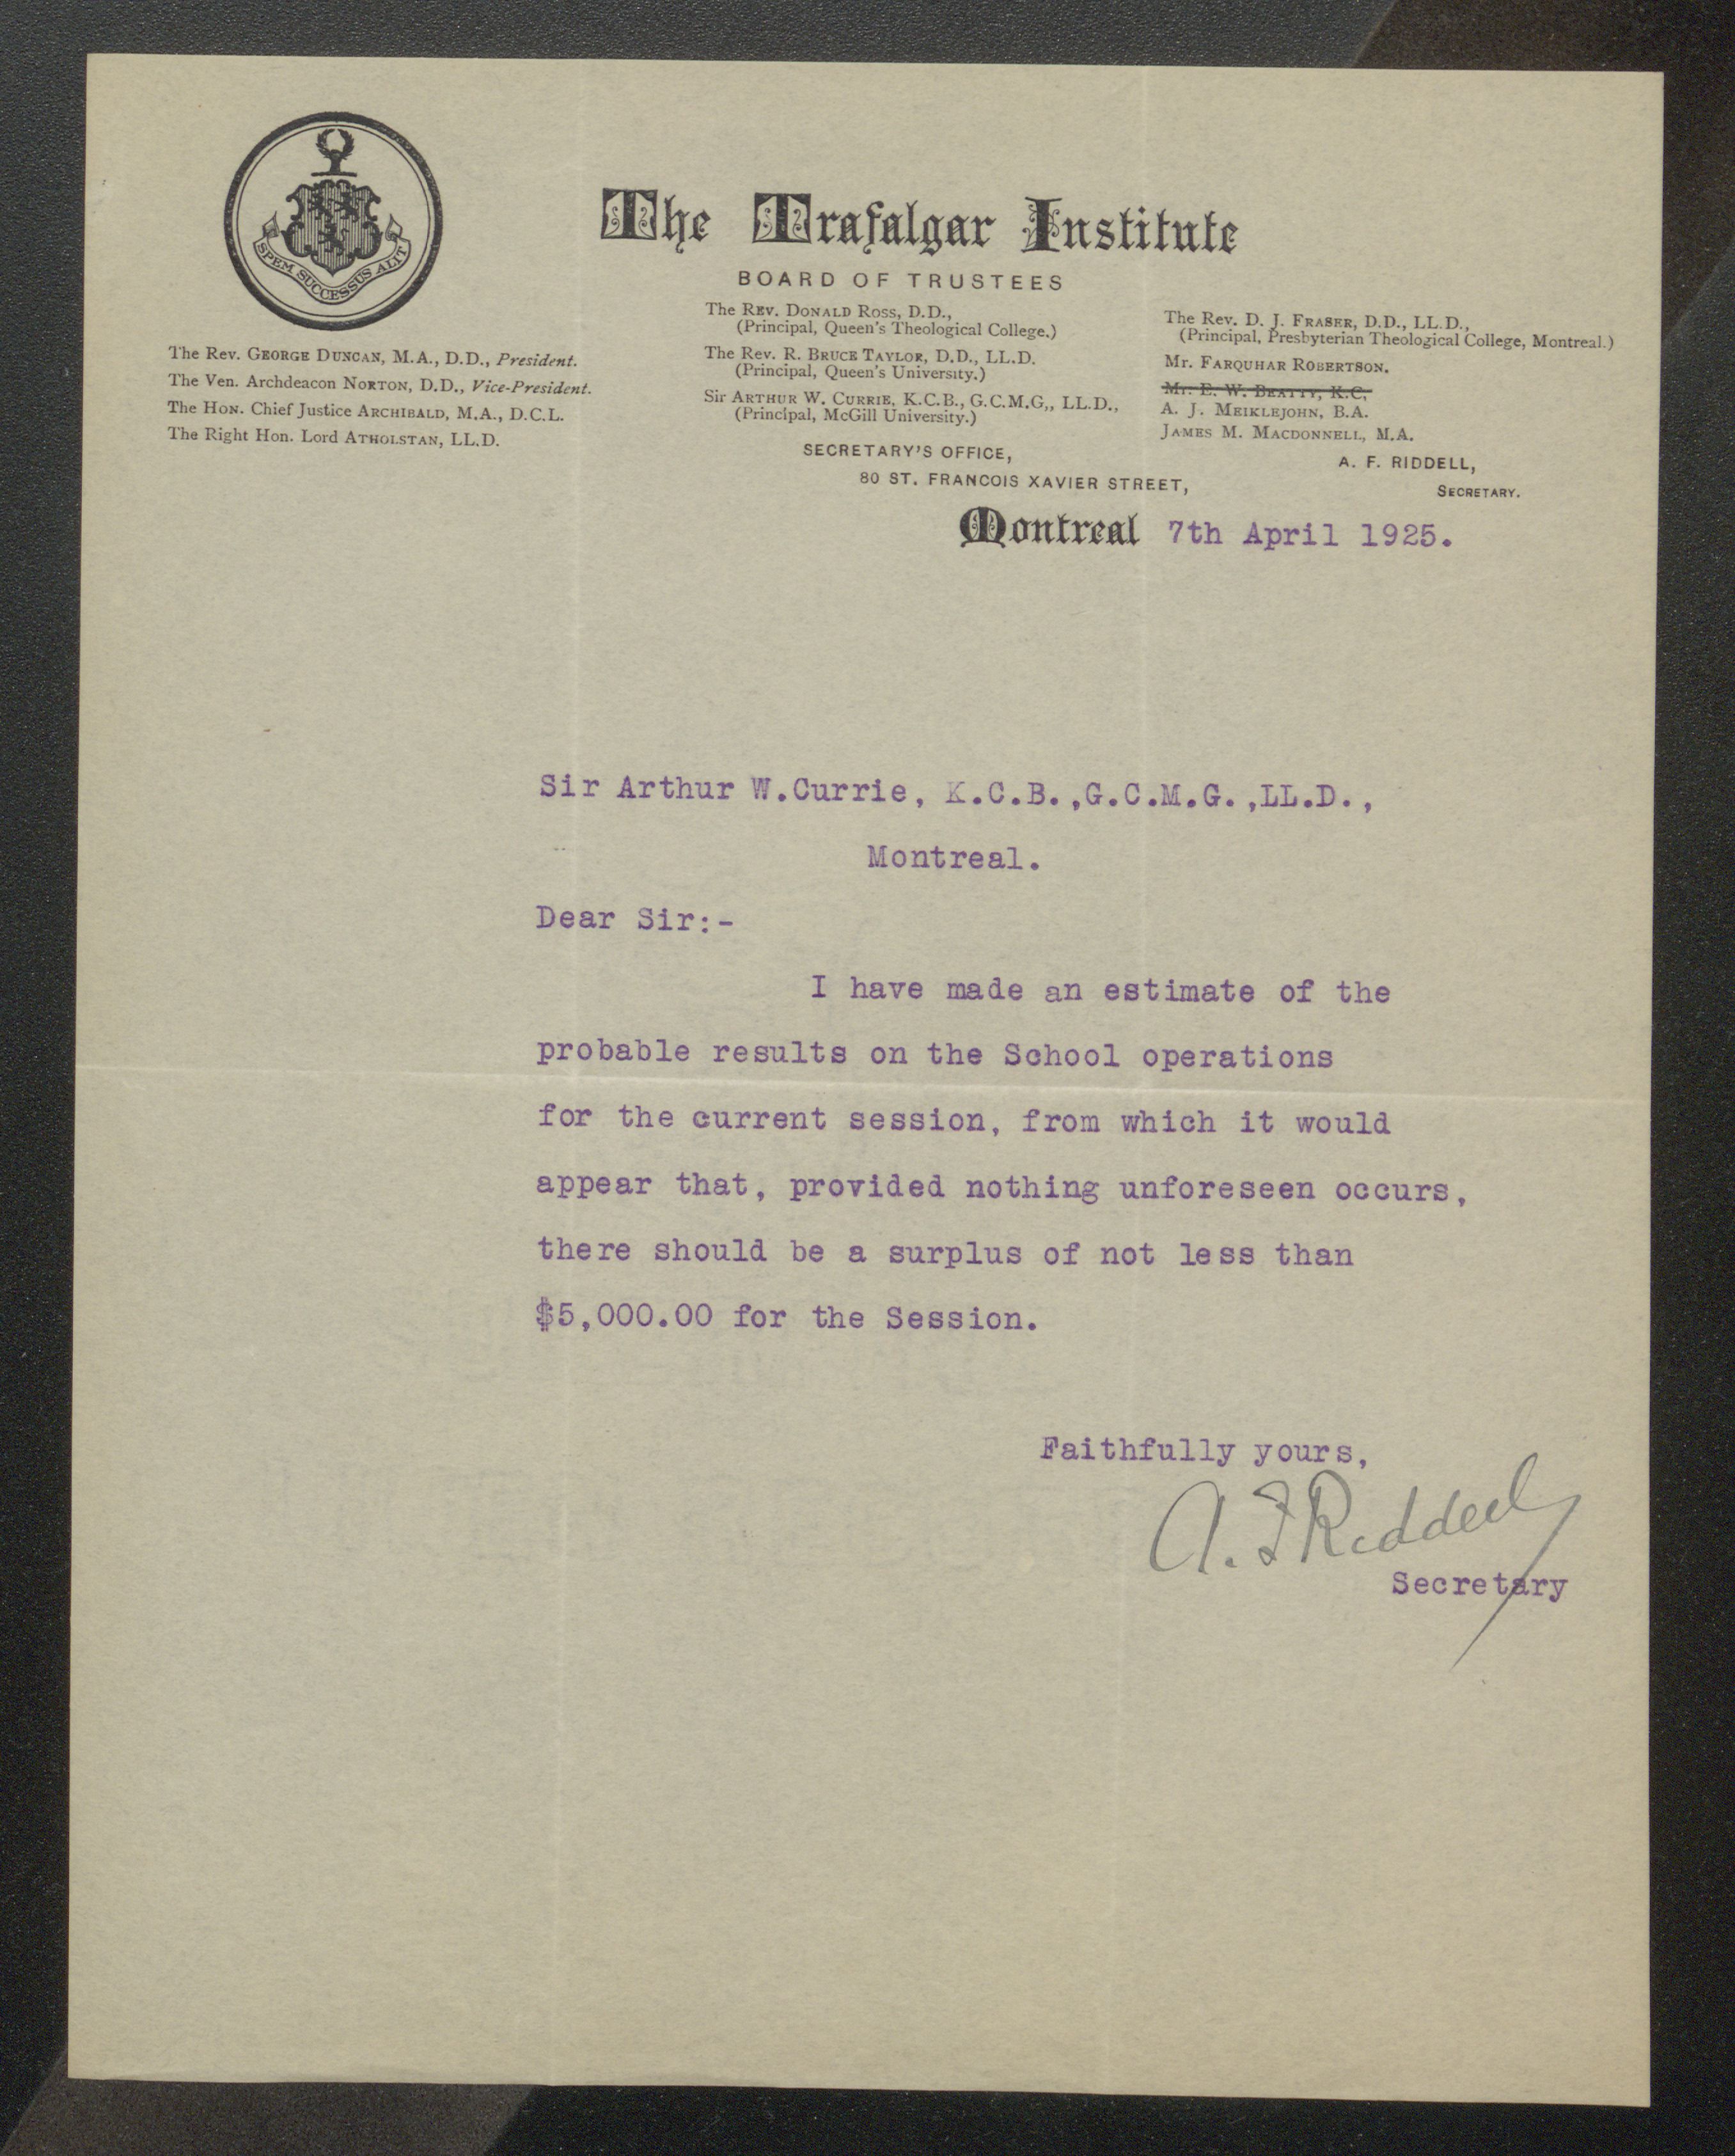 SPEM SUCCESSUS ALIT
The Trafalgar Institute
BOARD OF TRUSTEES
The Rev. GEORGE DUNCAN, M.A., D.D., President.
The Ven. Archdeacon NORTON, D.D., Vice-President.
The HON. Chief Justice ARCHIBALD, M.A., D.C.L.
The Right Hon. Lord ATHOLSTAN, LL.D.
The REV. DONALD ROSS, D.D.,
(Principal, Queen's Theological College.)
The Rev. R. BRUCE TAYLOR, D.D., LL.D.
(Principal, Queen's University.)
Sir ARTHUR W. CURRIE, K.C.B., G.C.M.G,, LL.D.,
(Principal, McGill University.)
The Rev. D. J. FRASER, D.D., LL.D.,
(Principal, Presbyterian Theological College, Montreal.)
Mr. FARQUHAR ROBERTSON.
Mr. E. W. BEATTY, K.C.
A. J. MEIKLEJOHN, B.A.
JAMES M. MACDONNELL, M.A.
SECRETARY'S OFFICE,
80 ST. FRANCOIS XAVIER STREET,
A. F. RIDDELL,
SECRETARY.
Montreal 7th April 1925.
Sir Arthur W.Currie, K.C.B.,G.C.M.G.,LL.D.,
Montreal.
Dear Sir:-
I have made an estimate of the
probable results on the School operations
for the current session, from which it would
appear that, provided nothing unforeseen occurs,
there should be a surplus of not less than
$5,000.00 for the Session.
Faithfully yours,
A. F Riddell
Secretary